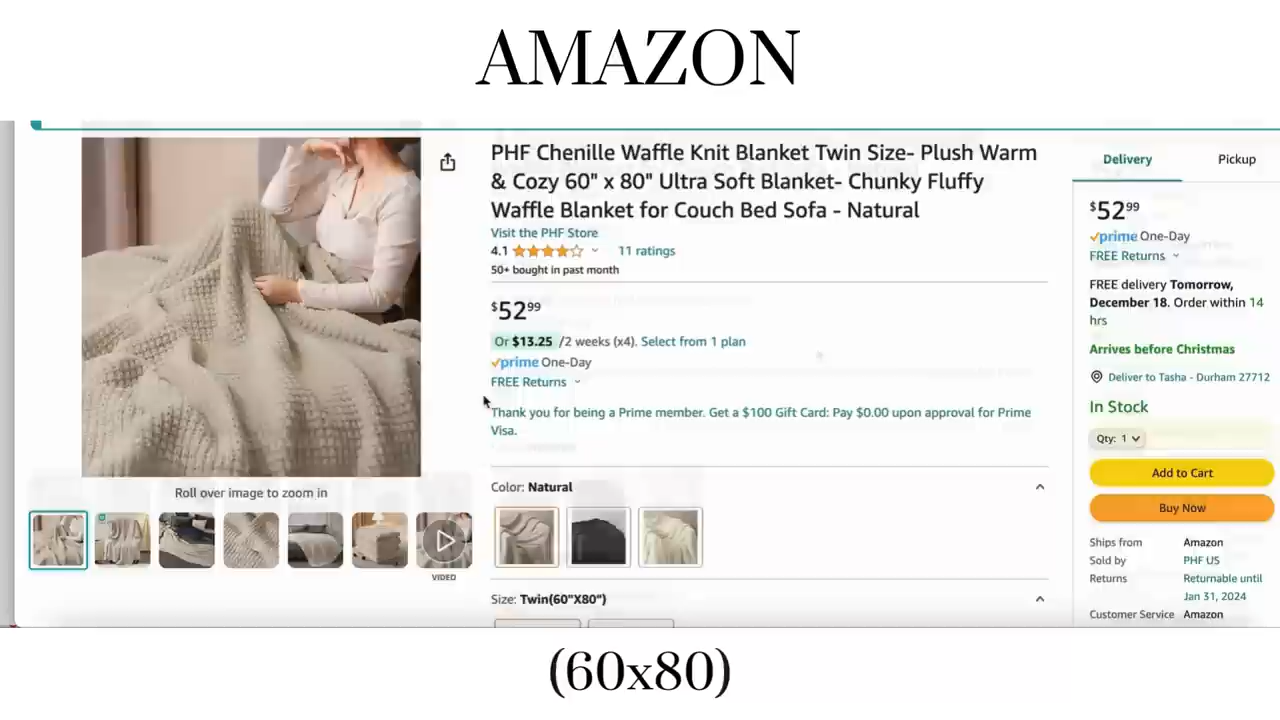 AMAZON
PHF Chenille Waffle Knit Blanket Twin Size- Plush Warm
& Cozy 60" x 80" Ultra Soft Blanket- Chunky Fluffy
Waffle Blanket for Couch Bed Sofa - Natural
Visit the PHF Store
4.1 11 ratings
50+ bought in past month
$52.99
Or $13.25 /2 weeks (x4). Select from 1 plan
prime One-Day
FREE Returns
Thank you for being a Prime member. Get a $100 Gift Card: Pay $0.00 upon approval for Prime
Visa.
Color: Natural
Size: Twin(60"X80")
Roll over image to zoom in
VIDEO
Delivery Pickup
$52.99
prime One-Day
FREE Returns
FREE delivery Tomorrow,
December 18. Order within 14
hrs
Arrives before Christmas
Deliver to Tasha - Durham 27712
In Stock
Qty: 1
Add to Cart
Buy Now
Ships from Amazon
Sold by PHF US
Returns Returnable until
Jan 31, 2024
Customer Service Amazon
(60x80)